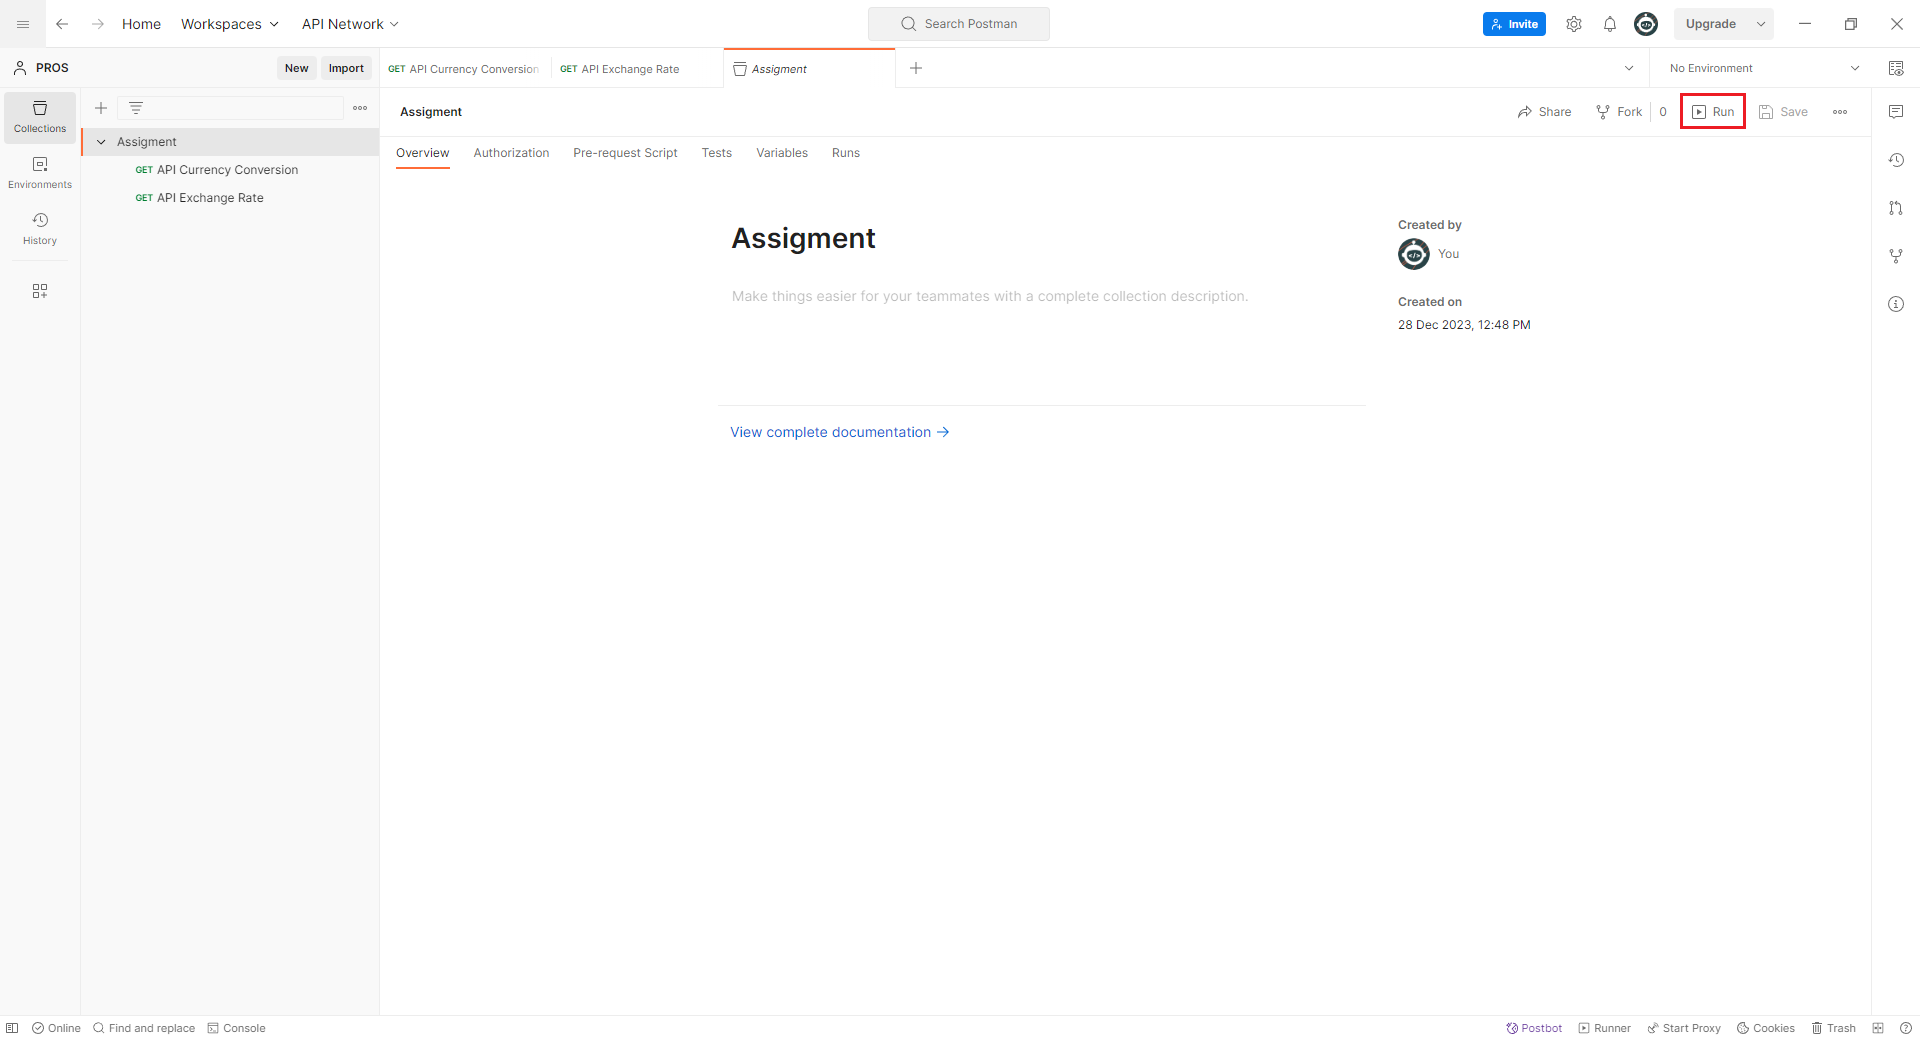 Home Workspaces API Network Search Postman Invite Upgrade
PROS New Import GET API Currency Conversion GET API Exchange Rate Assigment No Environment
Assigment Share Fork 0 Run Save
Collections
Assigment
Overview Authorization Pre-request Script Tests Variables Runs
GET API Currency Conversion
Environments
GET API Exchange Rate
History
Assigment
Created by
You
Make things easier for your teammates with a complete collection description.
Created on
28 Dec 2023, 12:48 PM
View complete documentation →
Online Find and replace Console Postbot Runner Start Proxy Cookies Trash